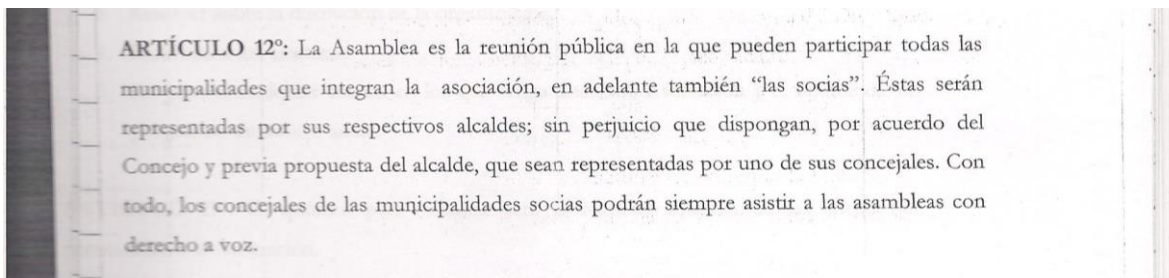 ARTÍCULO 12º: La Asamblea es la reunión pública en la que pueden participar todas las
municipalidades que integran la asociación, en adelante también “las socias”. Éstas serán
representadas por sus respectivos alcaldes; sin perjuicio que dispongan, por acuerdo del
Concejo y previa propuesta del alcalde, que sean representadas por uno de sus concejales. Con
todo, los concejales de las municipalidades socias podrán siempre asistir a las asambleas con
derecho a voz.